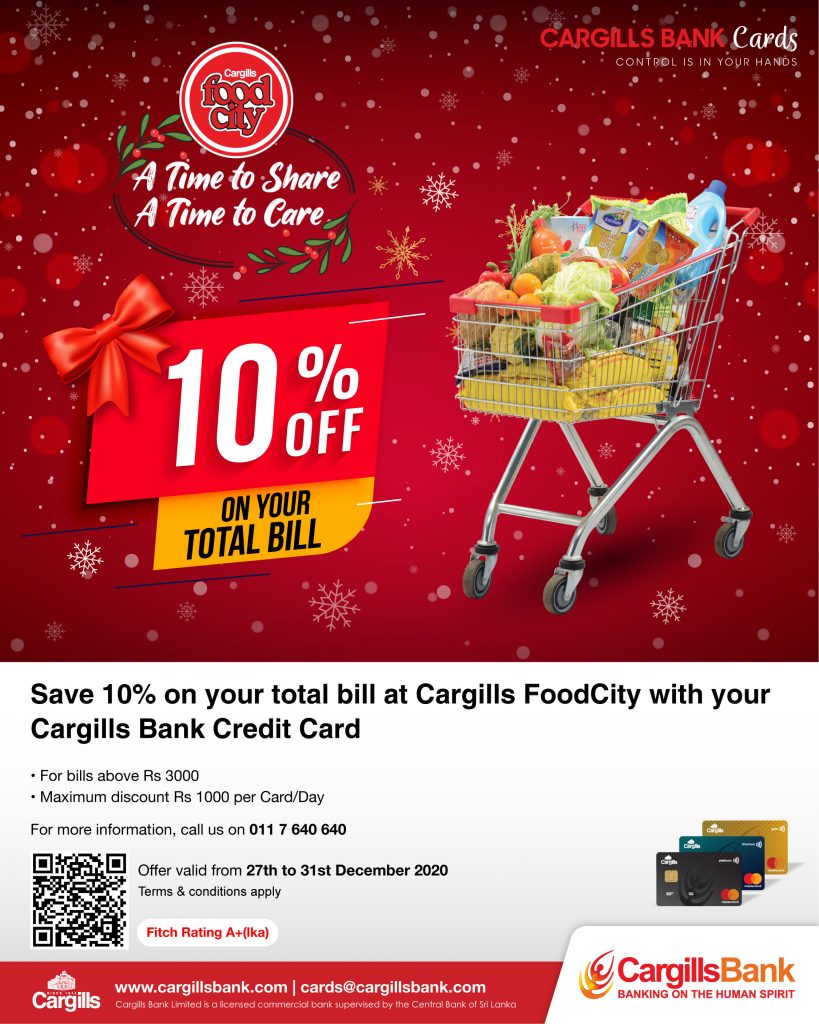 CARGILLS BANK Cards
CONTROL IS IN YOUR HANDS
Cargills
food
city
A Time to Share
A Time to Care
10% OFF
ON YOUR
TOTAL BILL
Save 10% on your total bill at Cargills FoodCity with your
Cargills Bank Credit Card
• For bills above Rs 3000
• Maximum discount Rs 1000 per Card/Day
For more information, call us on 011 7 640 640
Offer valid from 27th to 31st December 2020
Terms & conditions apply
Fitch Rating A+(lka)
Cargills
www.cargillsbank.com | cards@cargillsbank.com
Cargills Bank Limited is a licensed commercial bank supervised by the Central Bank of Sri Lanka
CargillsBank
BANKING ON THE HUMAN SPIRIT